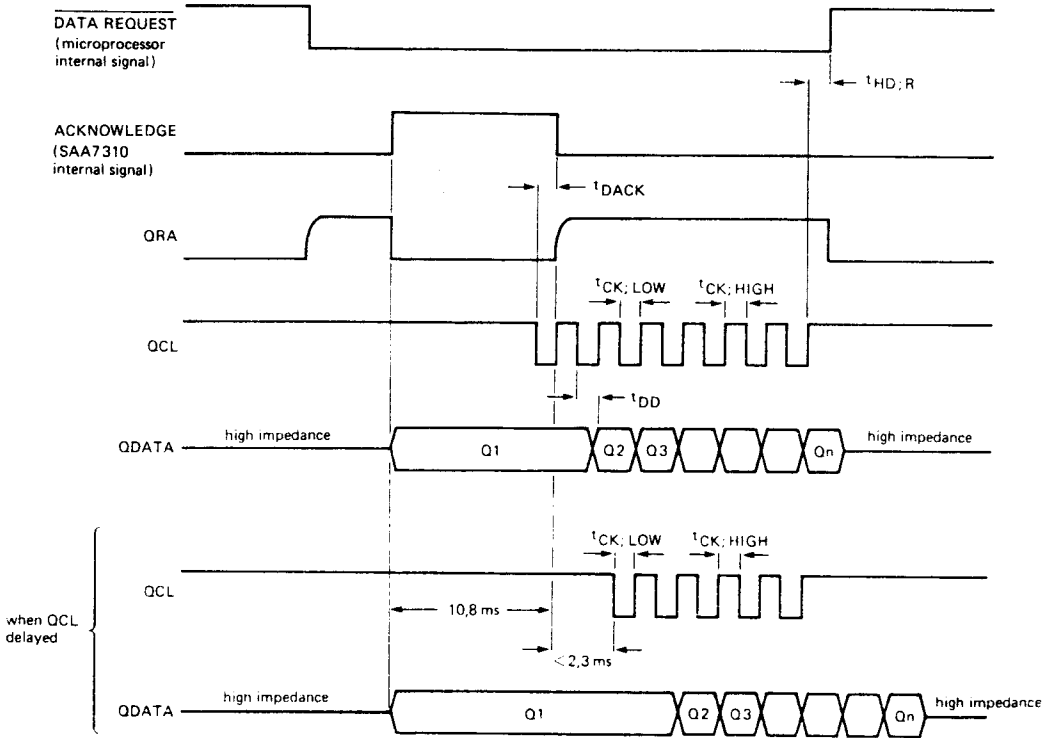 DATA REQUEST
(microprocessor
internal signal)
tHD; R
ACKNOWLEDGE
(SAA7310
internal signal)
tDACK
QRA
tCK; LOW
tCK; HIGH
QCL
tDD
QDATA
high impedance
Q1
Q2
Q3
Qn
high impedance
tCK; LOW
tCK; HIGH
QCL
when QCL
delayed
10,8 ms
<2,3 ms
QDATA
high impedance
Q1
Q2
Q3
Qn
high impedance